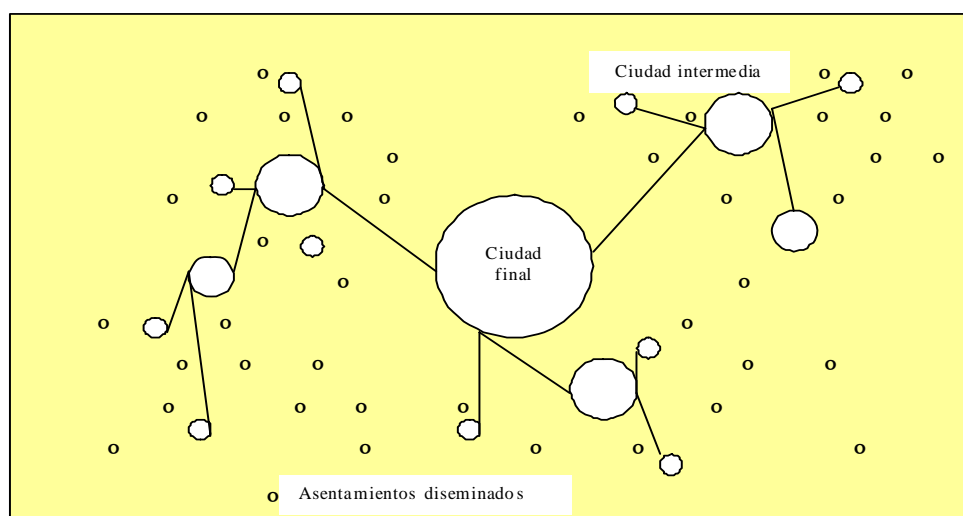 Ciudad intermedia
Ciudad
final
Asentamientos diseminados